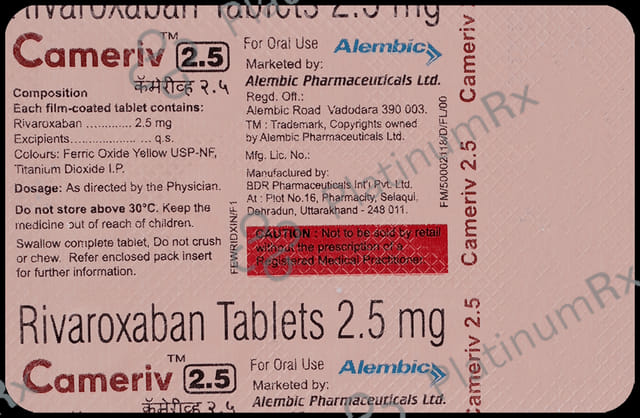 Rivaroxaban Tablets 2.5 mg
Cameriv™ 2.5
कॅमेरीव्ह २.५
Composition
Each film-coated tablet contains:
Rivaroxaban .............. 2.5 mg
Excipients..................... q.s.
Colours: Ferric Oxide Yellow USP-NF,
Titanium Dioxide I.P.
Dosage: As directed by the Physician.
Do not store above 30°C. Keep the
medicine out of reach of children.
Swallow complete tablet, Do not crush
or chew. Refer enclosed pack insert
for further information.
FEWRIDXIN/F1
For Oral Use Alembic
Marketed by:
Alembic Pharmaceuticals Ltd.
Regd. Off.:
Alembic Road Vadodara 390 003.
TM : Trademark, Copyrights owned
by Alembic Pharmaceuticals Ltd.
Mfg. Lic. No.:
Manufactured by:
BDR Pharmaceuticals Int'l Pvt. Ltd.
At : Plot No.16, Pharmacity, Selaqui,
Dehradun, Uttarakhand - 248 011.
CAUTION : Not to be sold by retail
without the prescription of a
Registered Medical Practitioner.
FM/50002118/D/FL/00
Cameriv
Cameriv 2.5
Cameriv 2.5
PlatinumRx
PlatinumRx
Rx
Rivaroxaban Tablets 2.5 mg
Cameriv™ 2.5
कॅमेरीव्ह २.५
For Oral Use Alembic
Marketed by:
Alembic Pharmaceuticals Ltd.